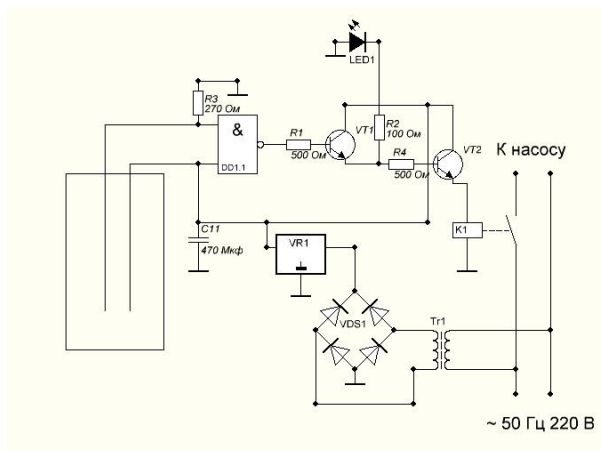 LED1
R3
270 Ом
&
DD1.1
R1
500 Ом
VT1
R2
100 Ом
R4
500 Ом
VT2
К насосу
C11
470 Мкф
VR1
K1
VDS1
Tr1
~ 50 Гц 220 В